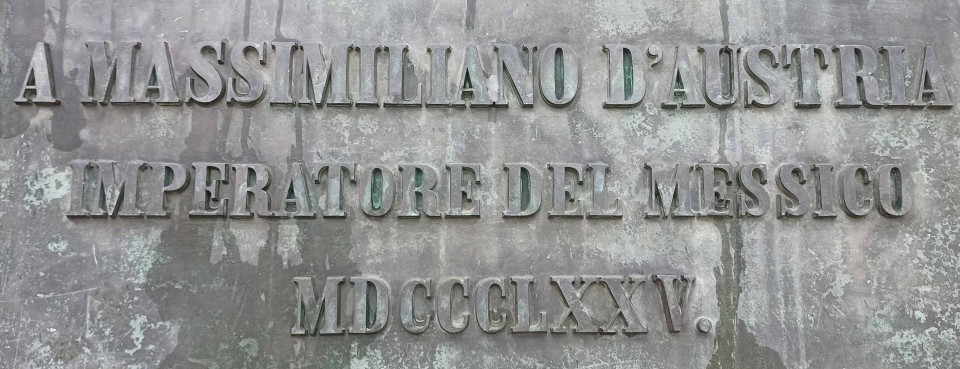 A MASSIMILIANO D'AUSTRIA
IMPERATORE DEL MESSICO
MDCCCLXXV.